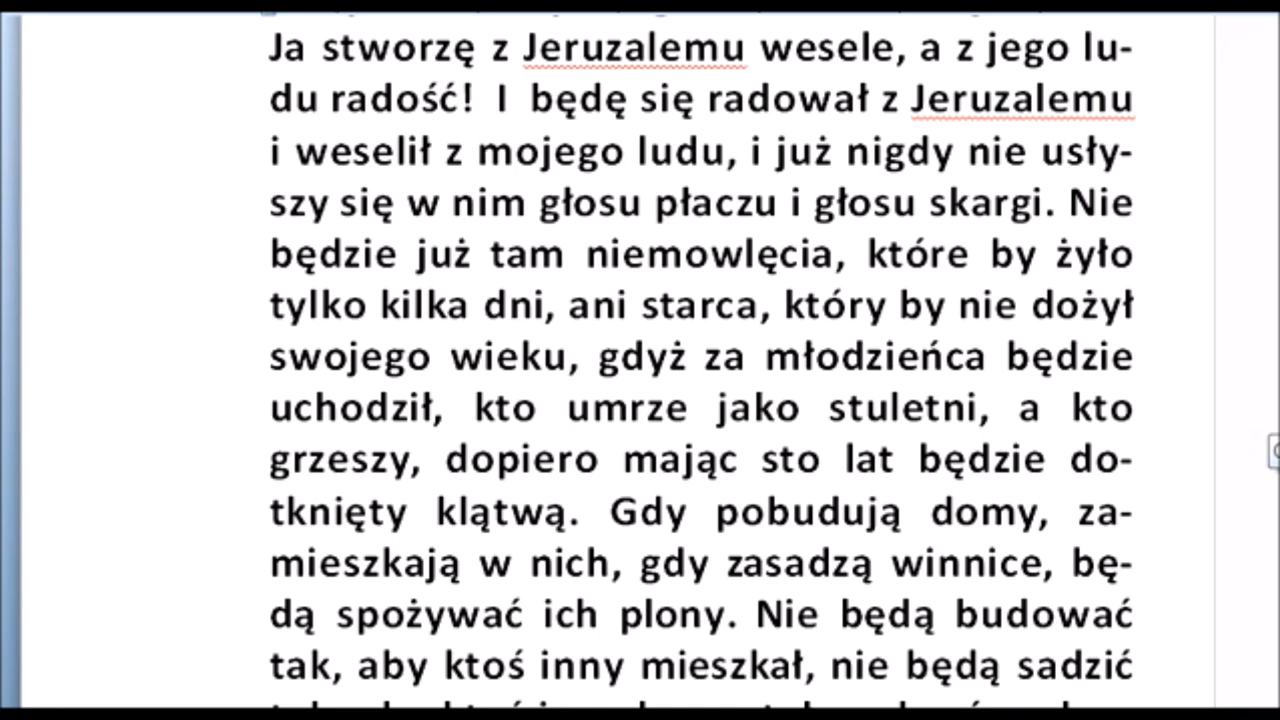 Ja stworzę z Jeruzalemu wesele, a z jego lu-
du radość! I będę się radował z Jeruzalemu
i weselił z mojego ludu, i już nigdy nie usły-
szy się w nim głosu płaczu i głosu skargi. Nie
będzie już tam niemowlęcia, które by żyło
tylko kilka dni, ani starca, który by nie dożył
swojego wieku, gdyż za młodzieńca będzie
uchodził, kto umrze jako stuletni, a kto
grzeszy, dopiero mając sto lat będzie do-
tknięty klątwą. Gdy pobudują domy, za-
mieszkają w nich, gdy zasadzą winnice, bę-
dą spożywać ich plony. Nie będą budować
tak, aby ktoś inny mieszkał, nie będą sadzić